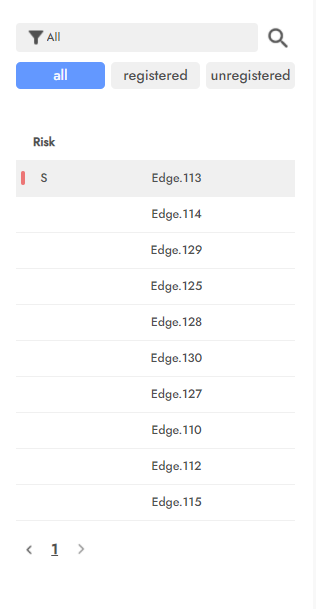 All
all registered unregistered
Risk
S Edge.113
Edge.114
Edge.129
Edge.125
Edge.128
Edge.130
Edge.127
Edge.110
Edge.112
Edge.115
< 1 >